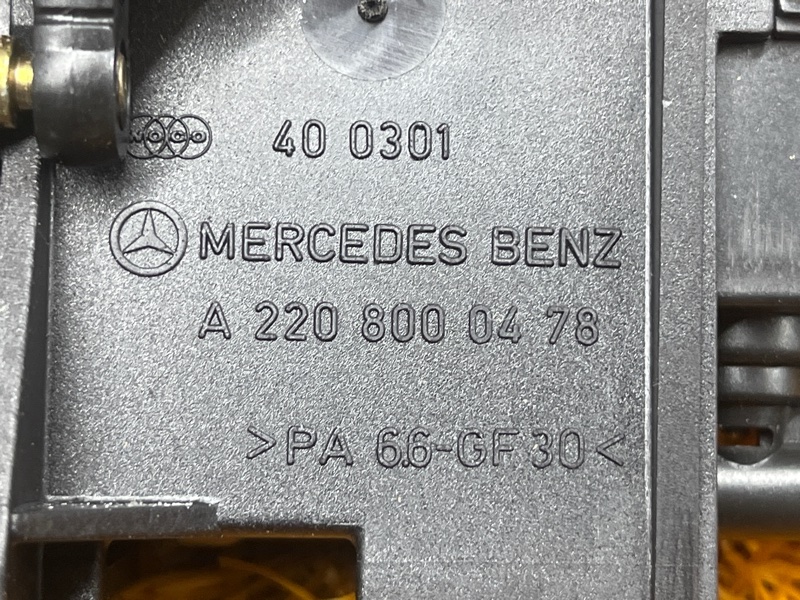 40 0301
MERCEDES BENZ
A 220 800 04 78
>PA 6.6-GF30<